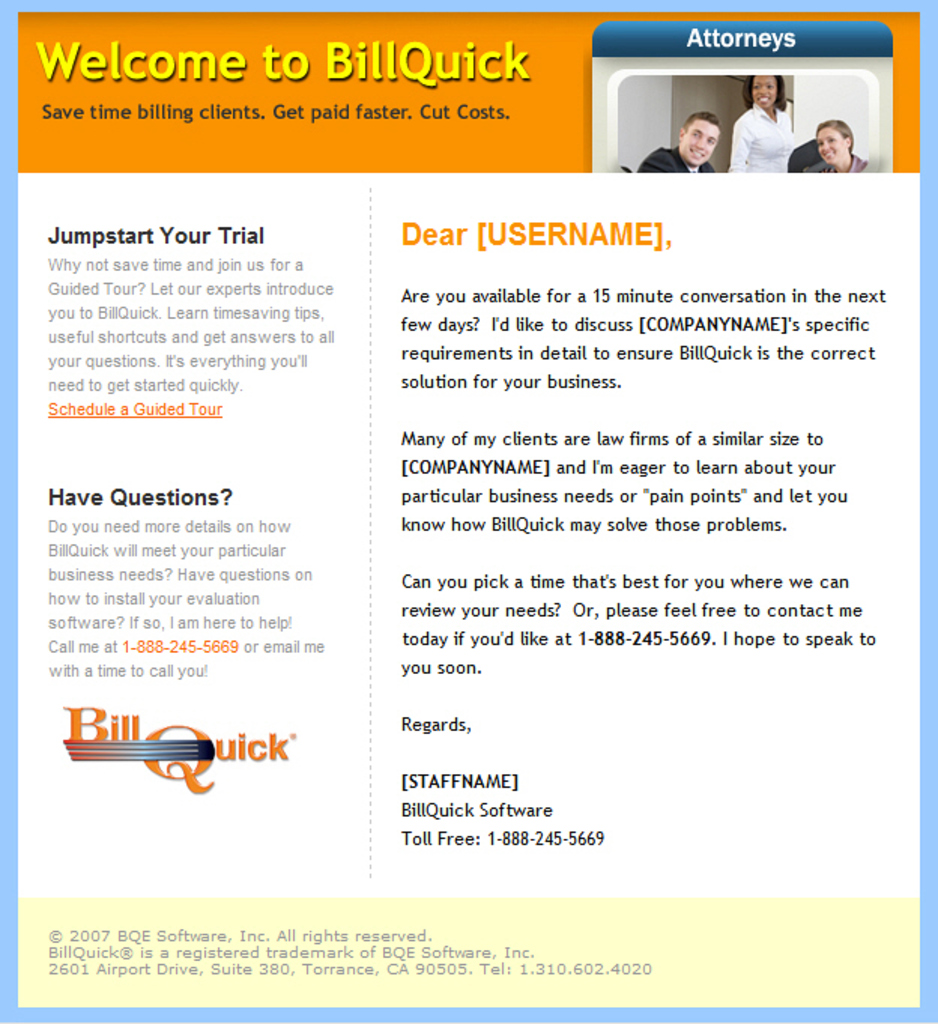 Welcome to BillQuick
Save time billing clients. Get paid faster. Cut Costs.
Attorneys
Jumpstart Your Trial
Why not save time and join us for a
Guided Tour? Let our experts introduce
you to BillQuick. Learn timesaving tips,
useful shortcuts and get answers to all
your questions. It's everything you'll
need to get started quickly.
Schedule a Guided Tour
Have Questions?
Do you need more details on how
BillQuick will meet your particular
business needs? Have questions on
how to install your evaluation
software? If so, I am here to help!
Call me at 1-888-245-5669 or email me
with a time to call you!
BillQuick®
Dear [USERNAME],
Are you available for a 15 minute conversation in the next
few days? I'd like to discuss [COMPANYNAME]'s specific
requirements in detail to ensure BillQuick is the correct
solution for your business.
Many of my clients are law firms of a similar size to
[COMPANYNAME] and I'm eager to learn about your
particular business needs or "pain points" and let you
know how BillQuick may solve those problems.
Can you pick a time that's best for you where we can
review your needs? Or, please feel free to contact me
today if you'd like at 1-888-245-5669. I hope to speak to
you soon.
Regards,
[STAFFNAME]
BillQuick Software
Toll Free: 1-888-245-5669
© 2007 BQE Software, Inc. All rights reserved.
BillQuick® is a registered trademark of BQE Software, Inc.
2601 Airport Drive, Suite 380, Torrance, CA 90505. Tel: 1.310.602.4020